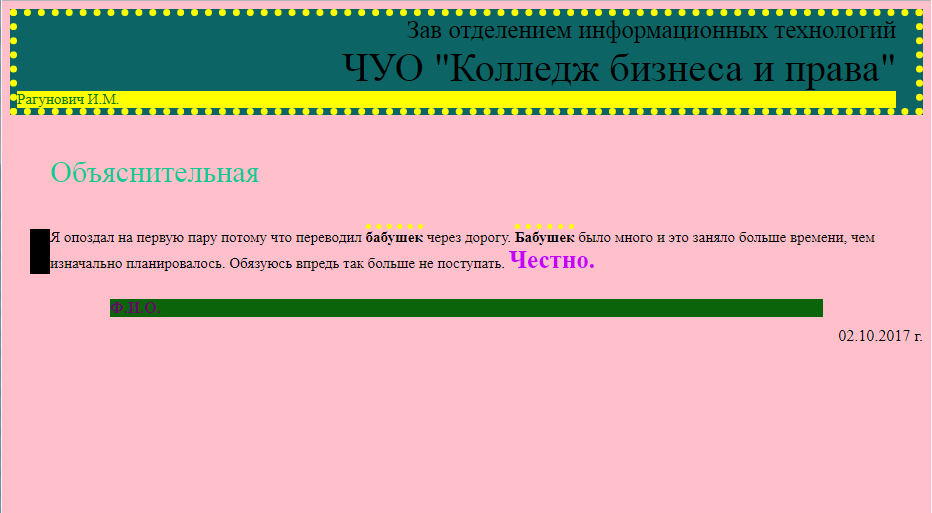 Зав отделением информационных технологий
ЧУО "Колледж бизнеса и права"
Рагунович И.М.
Объяснительная
Я опоздал на первую пару потому что переводил бабушек через дорогу. Бабушек было много и это заняло больше времени, чем
изначально планировалось. Обязуюсь впредь так больше не поступать. Честно.
Ф.И.О.
02.10.2017 г.